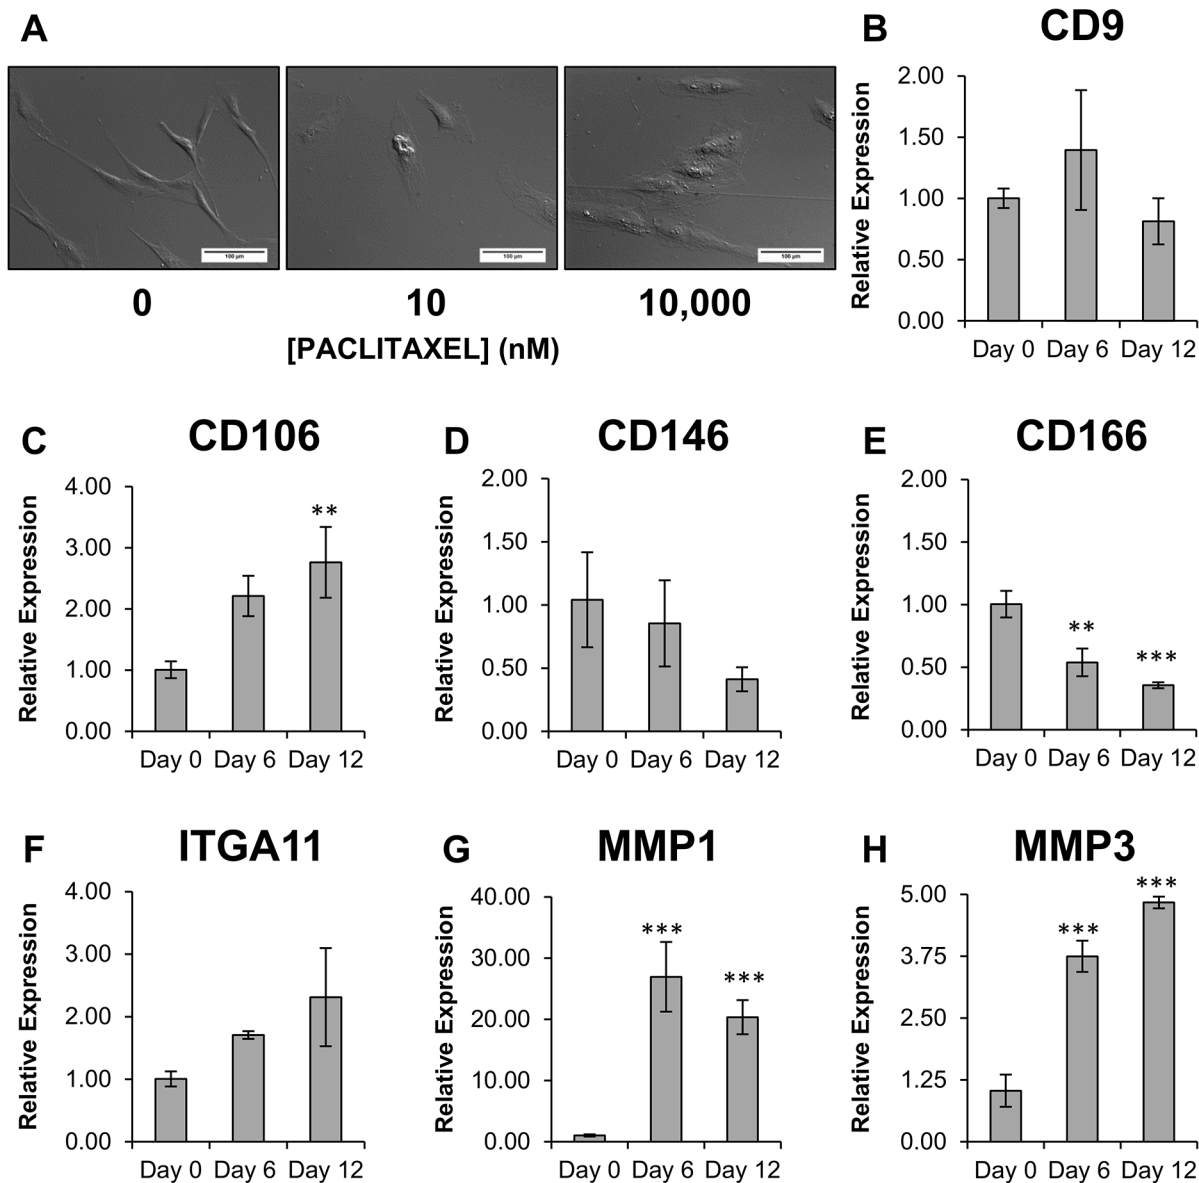 A
100 µm
100 µm
100 µm
0
10
10,000
[PACLITAXEL] (nM)
B
CD9
Relative Expression
2.00
1.50
1.00
0.50
0.00
Day 0
Day 6
Day 12
C
CD106
Relative Expression
4.00
3.00
2.00
1.00
0.00
**
Day 0
Day 6
Day 12
D
CD146
Relative Expression
2.00
1.50
1.00
0.50
0.00
Day 0
Day 6
Day 12
E
CD166
Relative Expression
2.00
1.50
1.00
0.50
0.00
**
***
Day 0
Day 6
Day 12
F
ITGA11
Relative Expression
4.00
3.00
2.00
1.00
0.00
Day 0
Day 6
Day 12
G
MMP1
Relative Expression
40.00
30.00
20.00
10.00
0.00
***
***
Day 0
Day 6
Day 12
H
MMP3
Relative Expression
5.00
3.75
2.50
1.25
0.00
***
***
Day 0
Day 6
Day 12